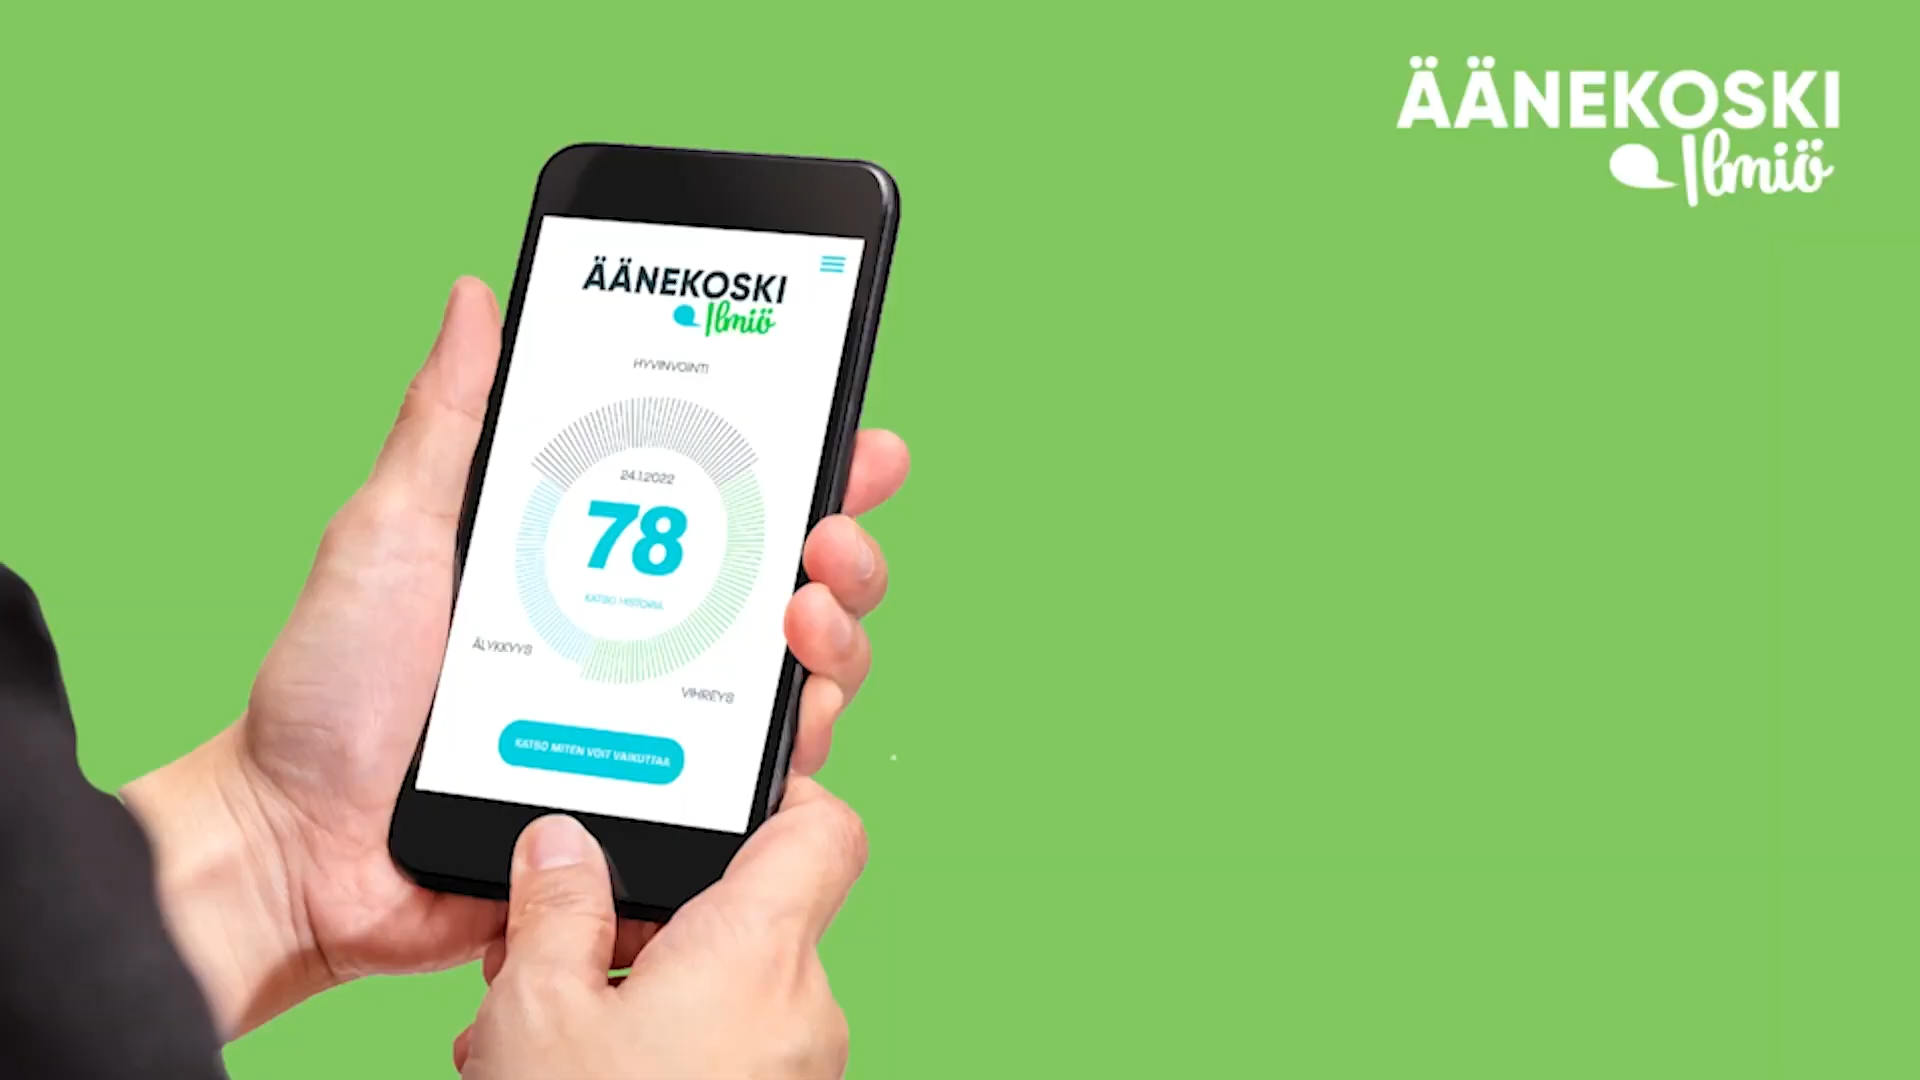 ÄÄNEKOSKI
Ilmiö
ÄÄNEKOSKI
Ilmiö
HYVINVOINTI
24.1.2022
78
KATSO HISTORIA
ÄLYKKYYS
VIHREYS
KATSO MITEN VOIT VAIKUTTAA